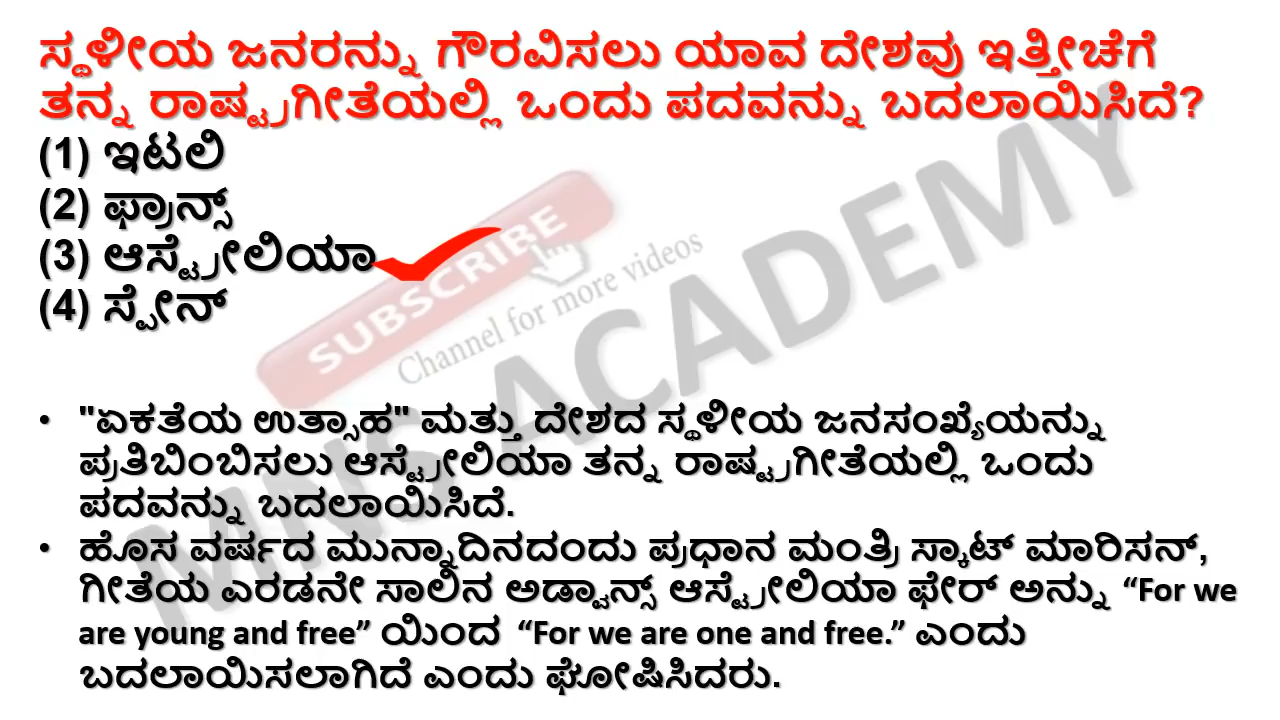 ಸ್ಥಳೀಯ ಜನರನ್ನು ಗೌರವಿಸಲು ಯಾವ ದೇಶವು ಇತ್ತೀಚೆಗೆ
ತನ್ನ ರಾಷ್ಟ್ರಗೀತೆಯಲ್ಲಿ ಒಂದು ಪದವನ್ನು ಬದಲಾಯಿಸಿದೆ?
(1) ಇಟಲಿ
(2) ಫ್ರಾನ್ಸ್
(3) ಆಸ್ಟ್ರೇಲಿಯಾ
(4) ಸ್ಪೇನ್
SUBSCRIBE
Channel for more videos
MNS ACADEMY
• "ಏಕತೆಯ ಉತ್ಸಾಹ" ಮತ್ತು ದೇಶದ ಸ್ಥಳೀಯ ಜನಸಂಖ್ಯೆಯನ್ನು
ಪ್ರತಿಬಿಂಬಿಸಲು ಆಸ್ಟ್ರೇಲಿಯಾ ತನ್ನ ರಾಷ್ಟ್ರಗೀತೆಯಲ್ಲಿ ಒಂದು
ಪದವನ್ನು ಬದಲಾಯಿಸಿದೆ.
• ಹೊಸ ವರ್ಷದ ಮುನ್ನಾದಿನದಂದು ಪ್ರಧಾನ ಮಂತ್ರಿ ಸ್ಕಾಟ್ ಮಾರಿಸನ್,
ಗೀತೆಯ ಎರಡನೇ ಸಾಲಿನ ಅಡ್ವಾನ್ಸ್ ಆಸ್ಟ್ರೇಲಿಯಾ ಫೇರ್ ಅನ್ನು “For we
are young and free” ಯಿಂದ “For we are one and free.” ಎಂದು
ಬದಲಾಯಿಸಲಾಗಿದೆ ಎಂದು ಘೋಷಿಸಿದರು.